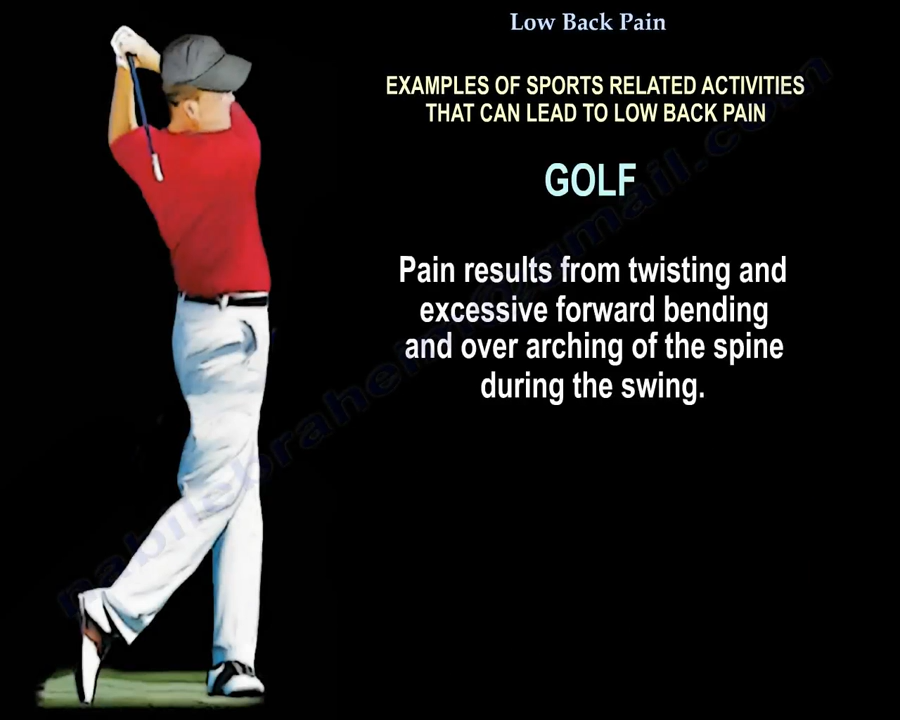 Low Back Pain
EXAMPLES OF SPORTS RELATED ACTIVITIES
THAT CAN LEAD TO LOW BACK PAIN
GOLF
Pain results from twisting and
excessive forward bending
and over arching of the spine
during the swing.